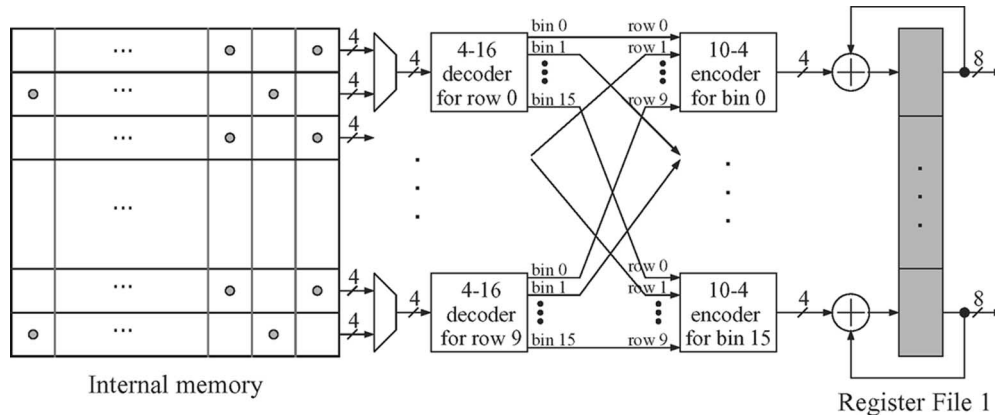 ...
...
...
...
...
...
4
4
4
4
4
4
4
4-16
decoder
for row 0
bin 0
bin 1
bin 15
row 0
row 1
row 9
10-4
encoder
for bin 0
4
8
4
4-16
decoder
for row 9
bin 0
bin 1
bin 15
row 0
row 1
row 9
10-4
encoder
for bin 15
4
8
Internal memory
Register File 1